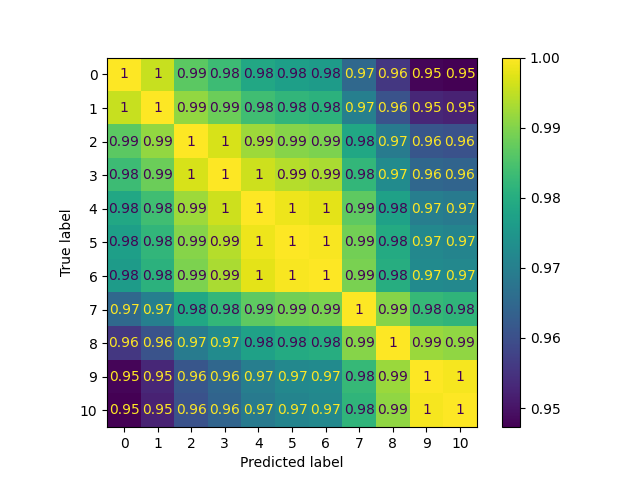 0 1 1 0.99 0.98 0.98 0.98 0.98 0.97 0.96 0.95 0.95 1.00
1 1 1 0.99 0.99 0.98 0.98 0.98 0.97 0.96 0.95 0.95
0.99
2 0.99 0.99 1 1 0.99 0.99 0.99 0.98 0.97 0.96 0.96
3 0.98 0.99 1 1 1 0.99 0.99 0.98 0.97 0.96 0.96
0.98
4 0.98 0.98 0.99 1 1 1 1 0.99 0.98 0.97 0.97
True label
5 0.98 0.98 0.99 0.99 1 1 1 0.99 0.98 0.97 0.97
0.97
6 0.98 0.98 0.99 0.99 1 1 1 0.99 0.98 0.97 0.97
7 0.97 0.97 0.98 0.98 0.99 0.99 0.99 1 0.99 0.98 0.98
0.96
8 0.96 0.96 0.97 0.97 0.98 0.98 0.98 0.99 1 0.99 0.99
9 0.95 0.95 0.96 0.96 0.97 0.97 0.97 0.98 0.99 1 1
10 0.95 0.95 0.96 0.96 0.97 0.97 0.97 0.98 0.99 1 1
0.95
0 1 2 3 4 5 6 7 8 9 10
Predicted label